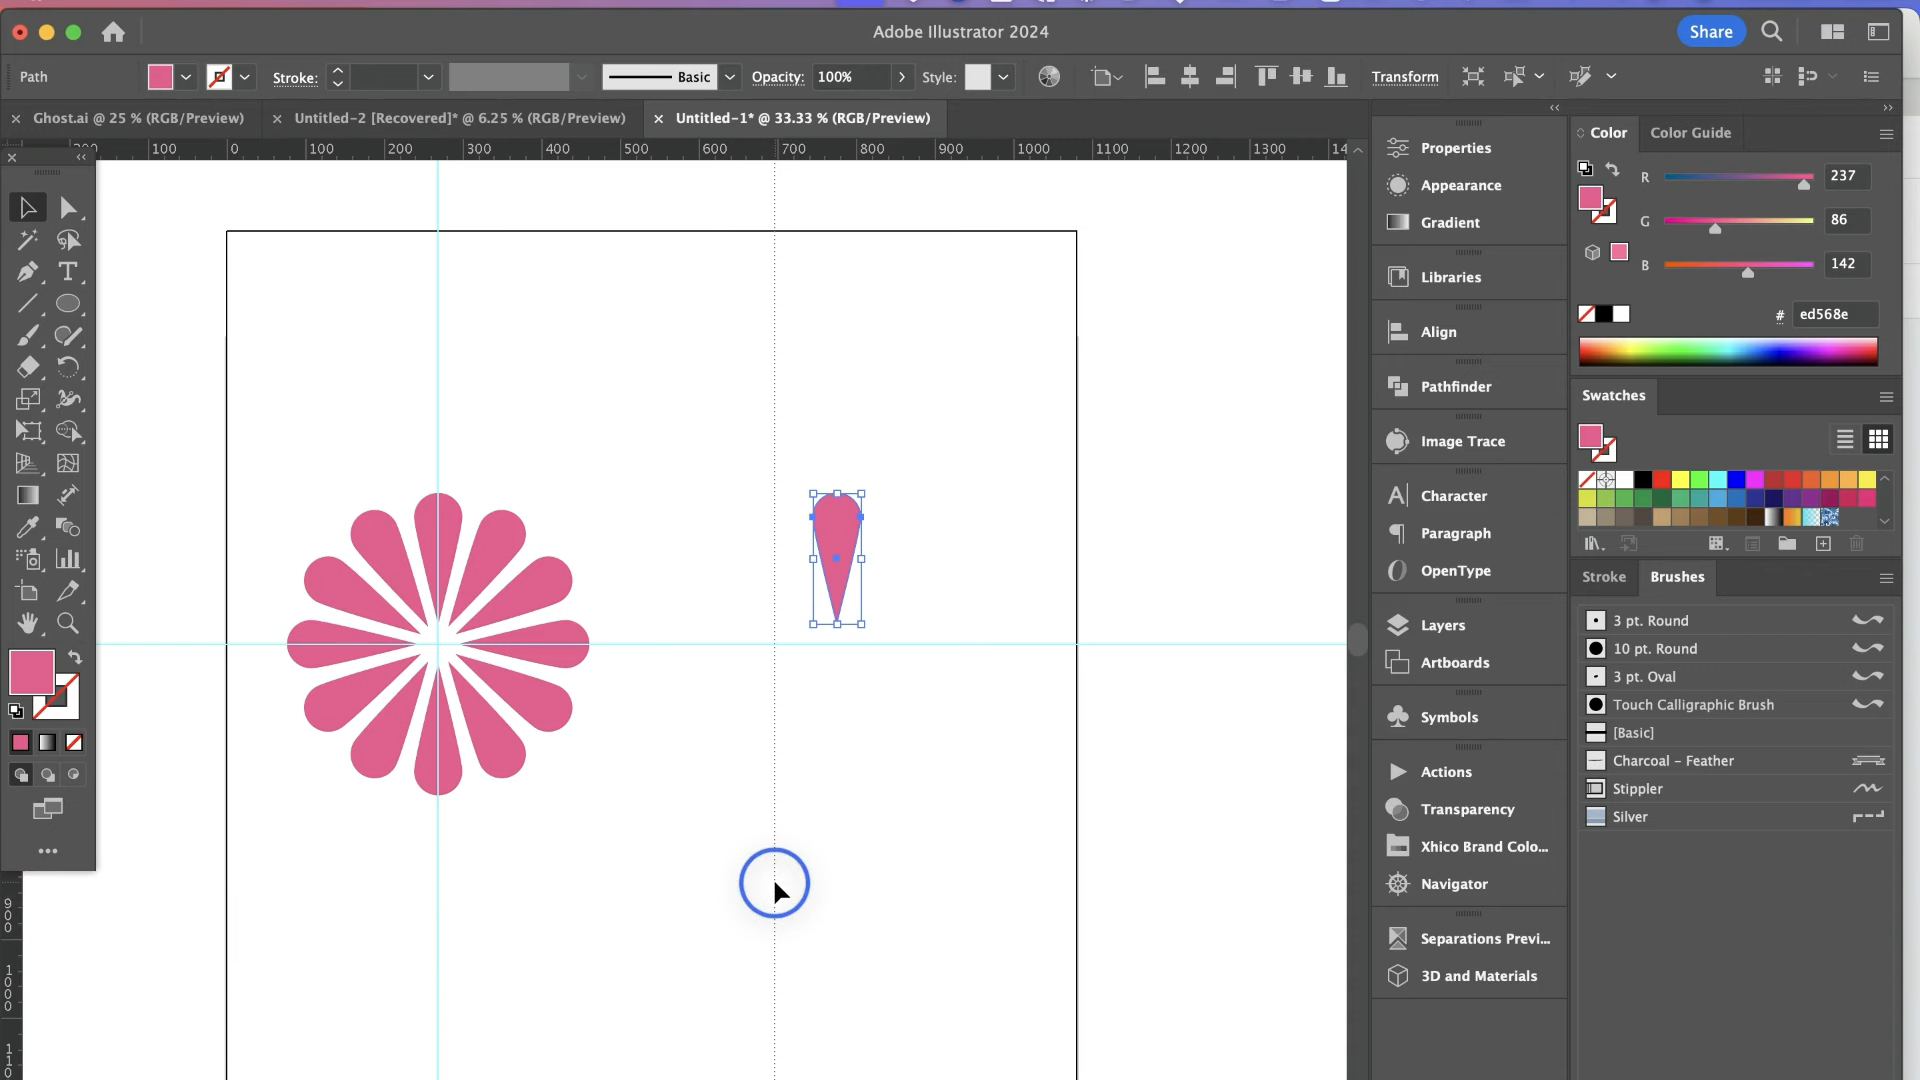 Adobe Illustrator 2024
Share
Path
Stroke:
Basic
Opacity:
100%
Style:
Transform
Ghost.ai @ 25 % (RGB/Preview)
Untitled-2 [Recovered]* @ 6.25 % (RGB/Preview)
Untitled-1* @ 33.33 % (RGB/Preview)
100 0 100 200 300 400 500 600 700 800 900 1000 1100 1200 1300 14
Properties
Appearance
Gradient
Libraries
Align
Pathfinder
Image Trace
Character
Paragraph
OpenType
Layers
Artboards
Symbols
Actions
Transparency
Xhico Brand Colo...
Navigator
Separations Previ...
3D and Materials
Color
Color Guide
R 237
G 86
B 142
# ed568e
Swatches
Stroke
Brushes
3 pt. Round
10 pt. Round
3 pt. Oval
Touch Calligraphic Brush
[Basic]
Charcoal - Feather
Stippler
Silver
900
1000
110